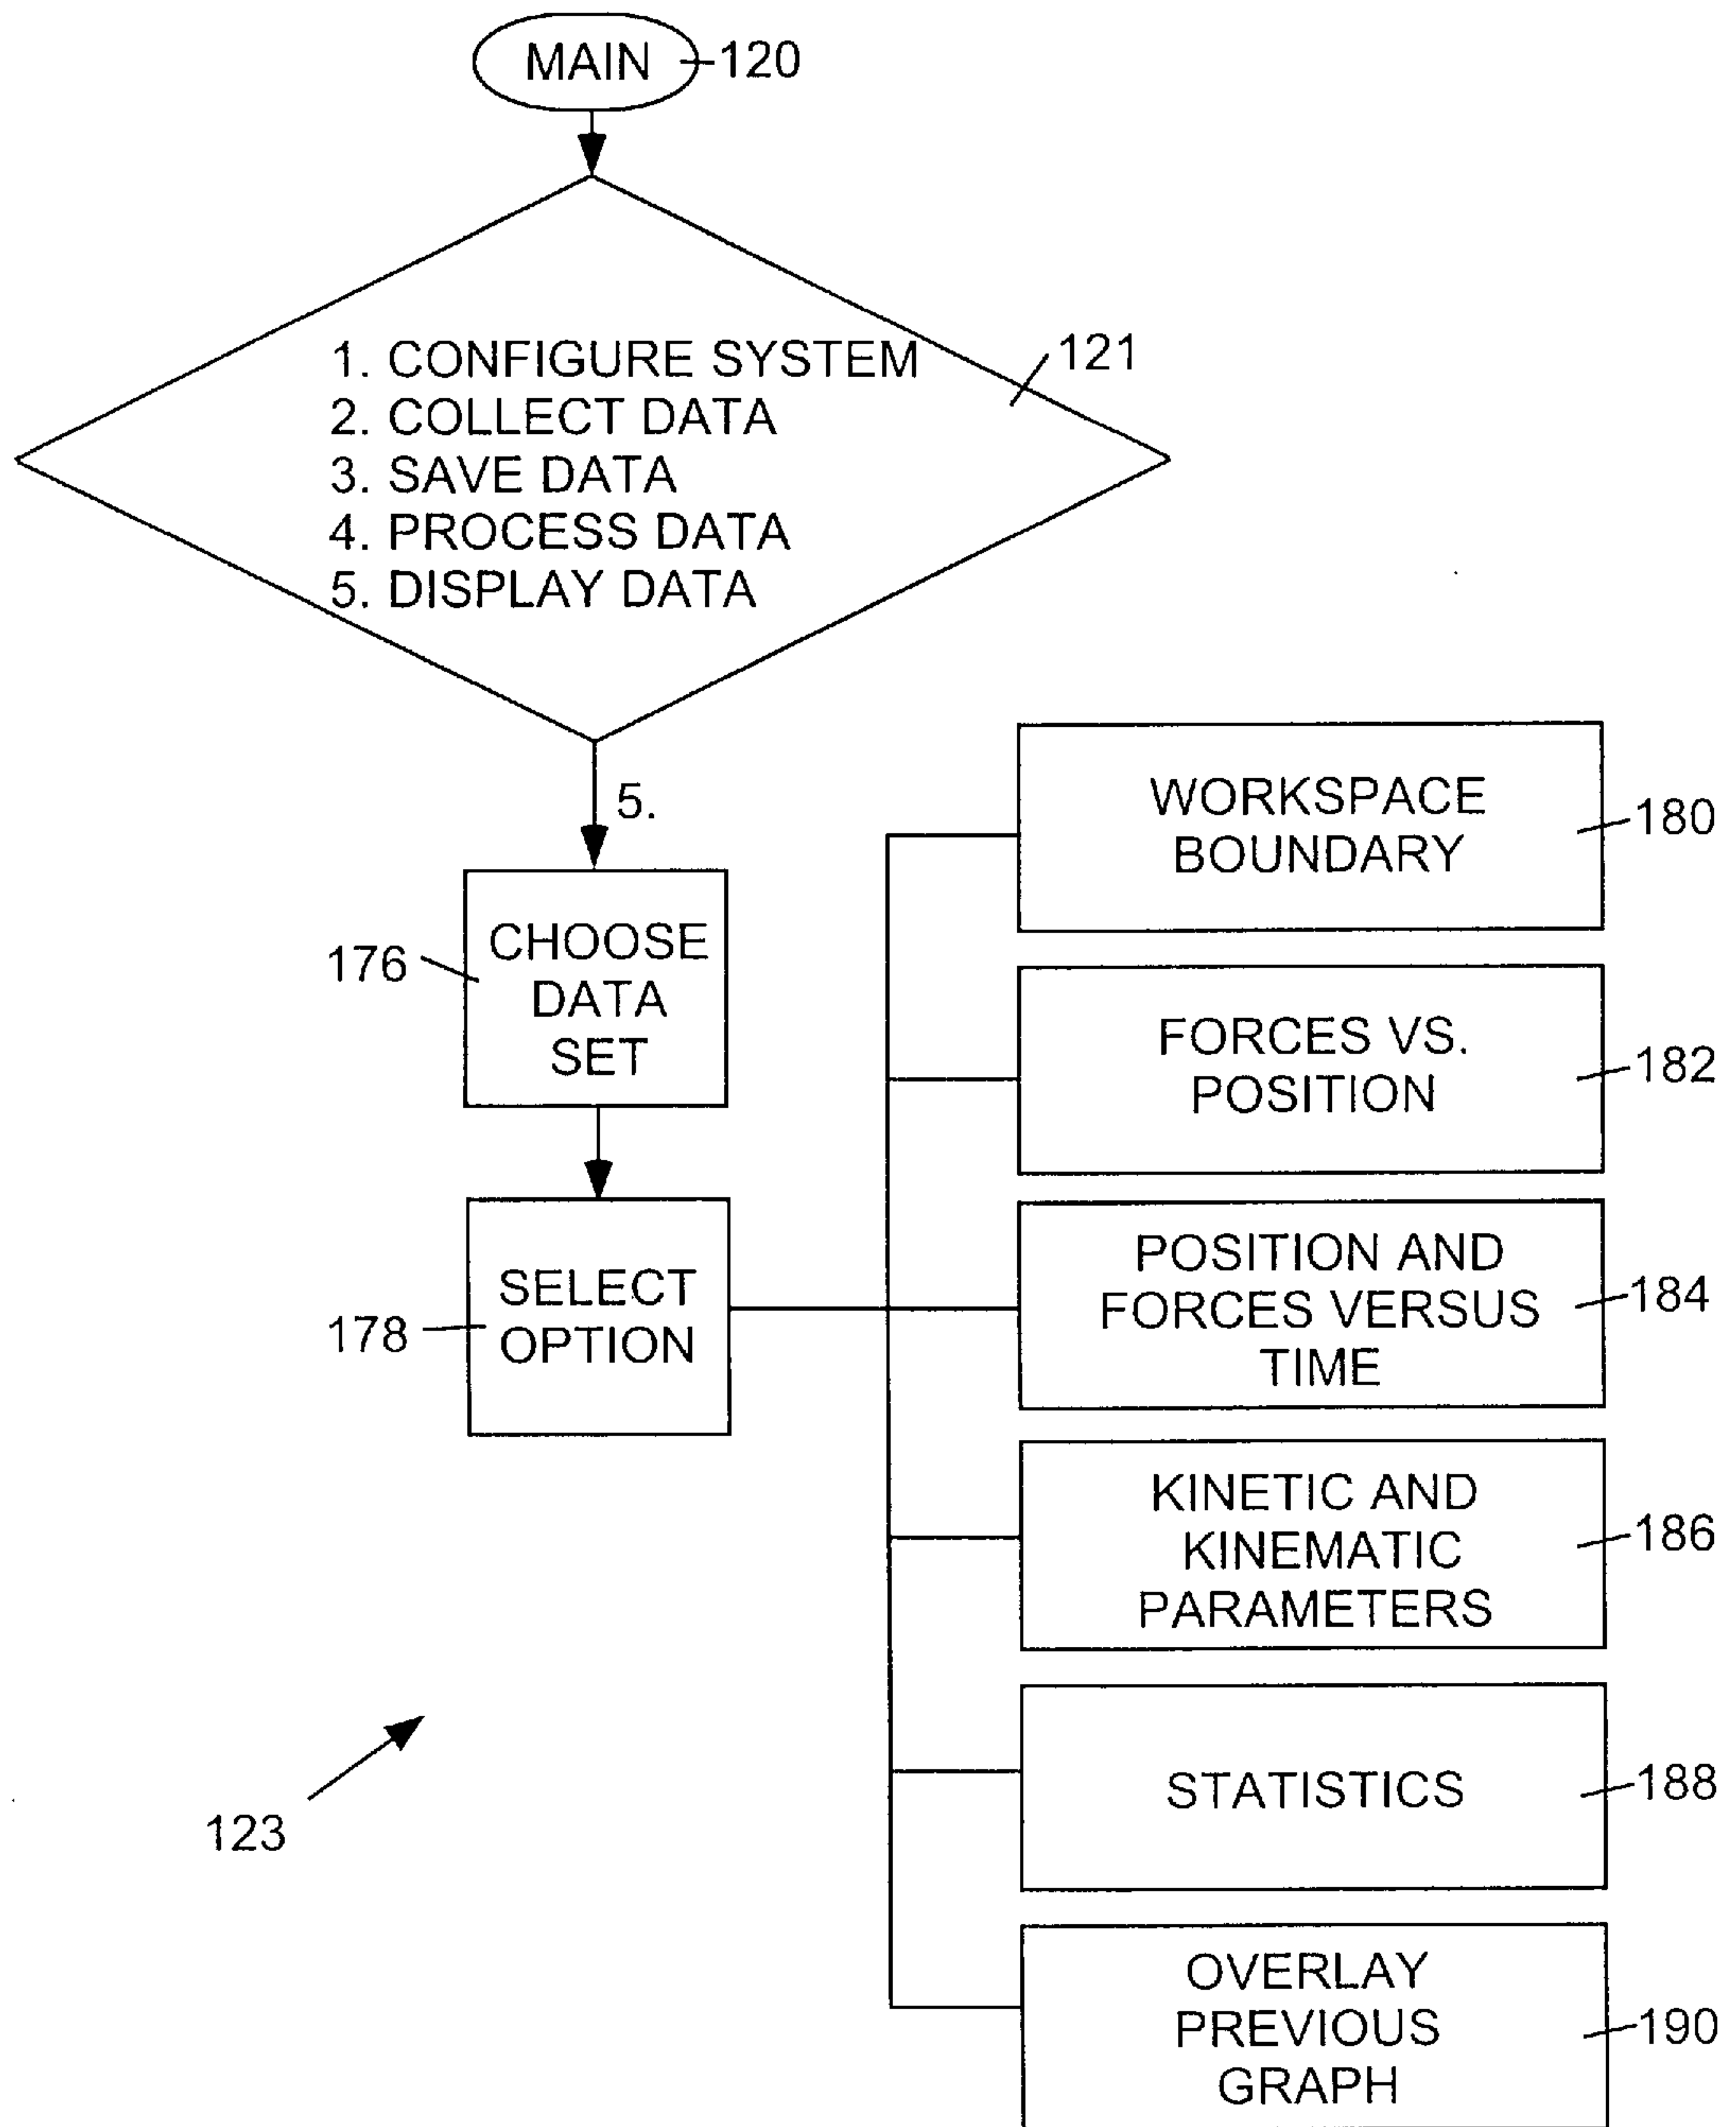 MAIN
120
1. CONFIGURE SYSTEM
2. COLLECT DATA
3. SAVE DATA
4. PROCESS DATA
5. DISPLAY DATA
121
5.
CHOOSE
DATA
SET
176
SELECT
OPTION
178
WORKSPACE
BOUNDARY
180
FORCES VS.
POSITION
182
POSITION AND
FORCES VERSUS
TIME
184
KINETIC AND
KINEMATIC
PARAMETERS
186
STATISTICS
188
OVERLAY
PREVIOUS
GRAPH
190
123